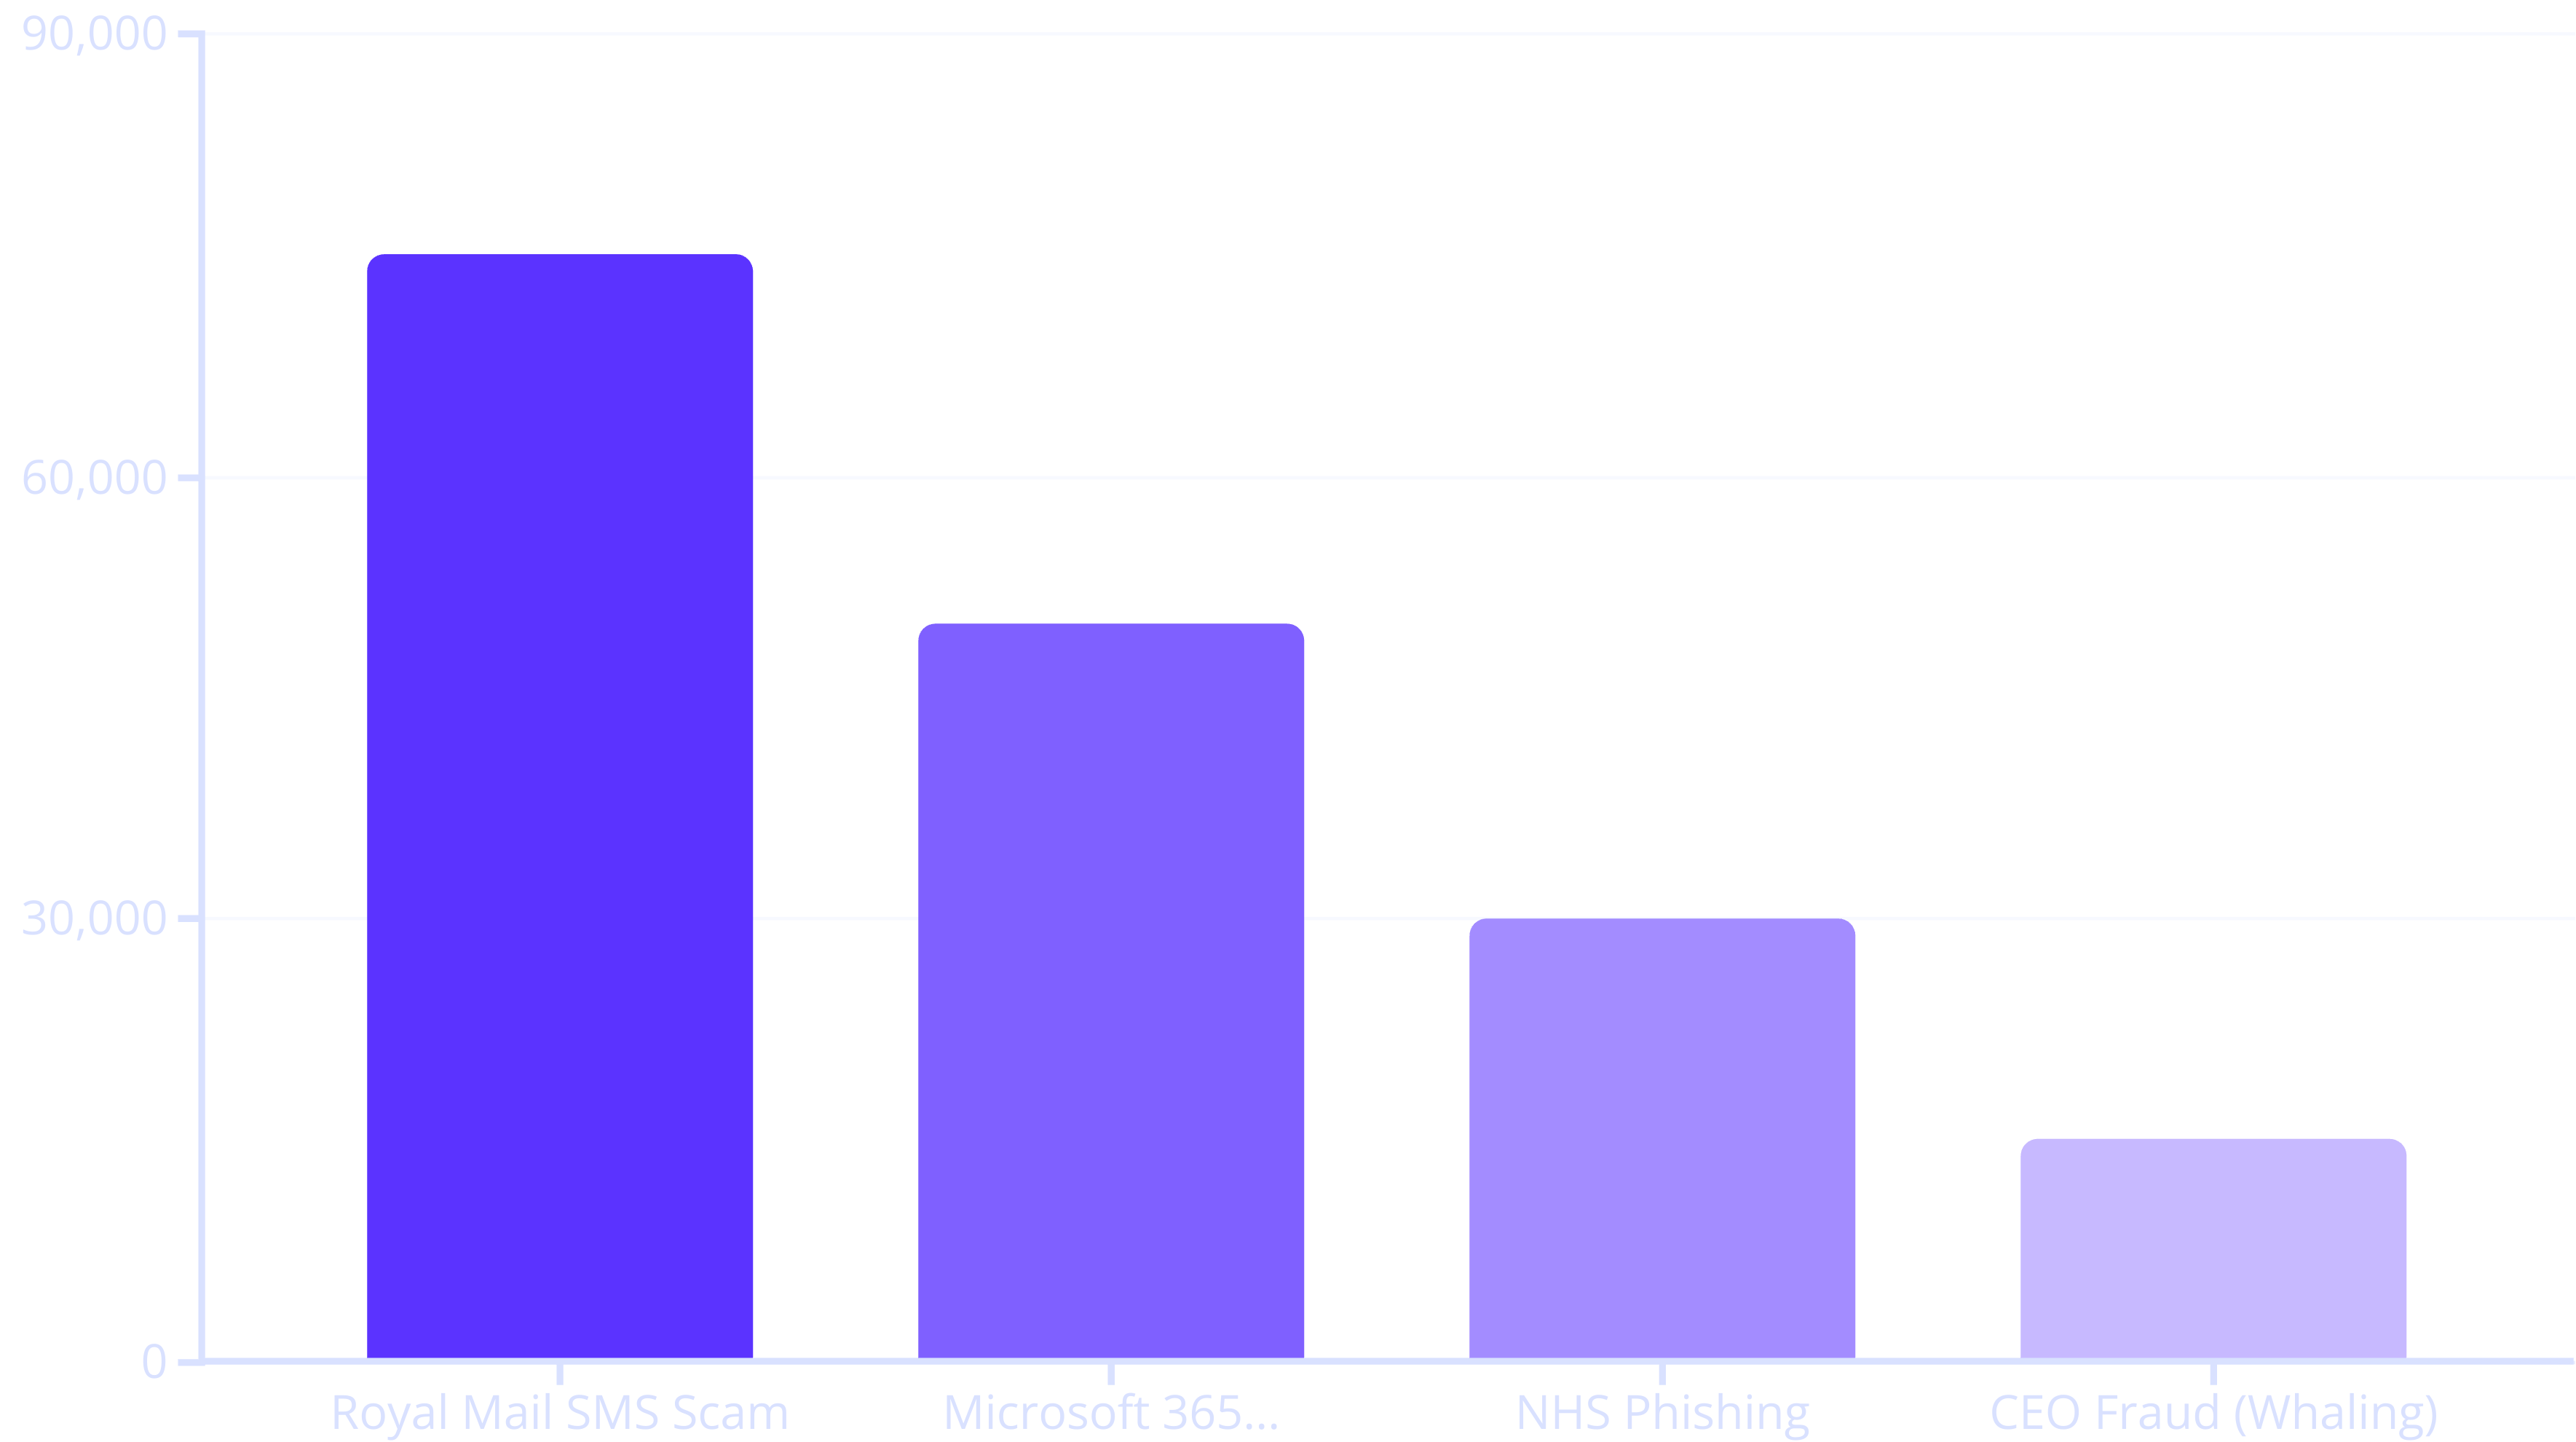 90,000
60,000
30,000
0
Royal Mail SMS Scam
Microsoft 365...
NHS Phishing
CEO Fraud (Whaling)